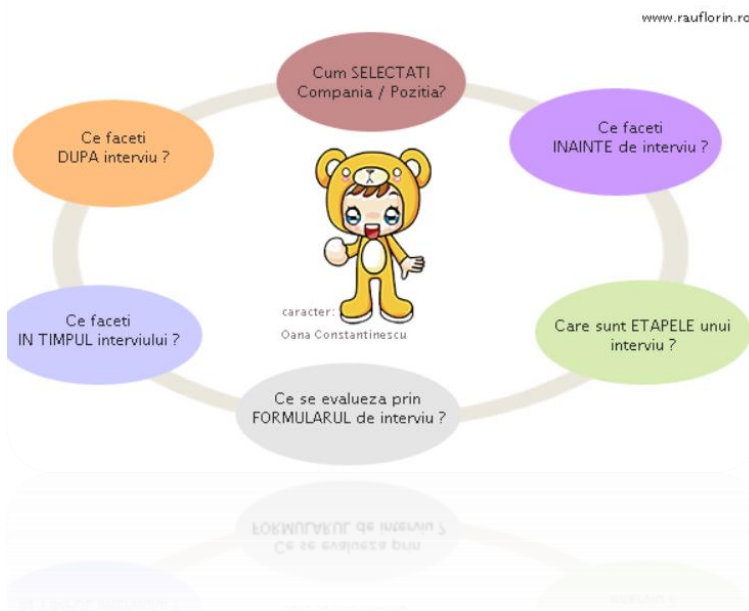 www.rauflorin.ro
Cum SELECTATI
Compania / Pozitia?
Ce faceti
INAINTE de interviu ?
Care sunt ETAPELE unui
interviu ?
Ce se evalueza prin
FORMULARUL de interviu ?
Ce faceti
IN TIMPUL interviului ?
Ce faceti
DUPA interviu ?
caracter:
Oana Constantinescu